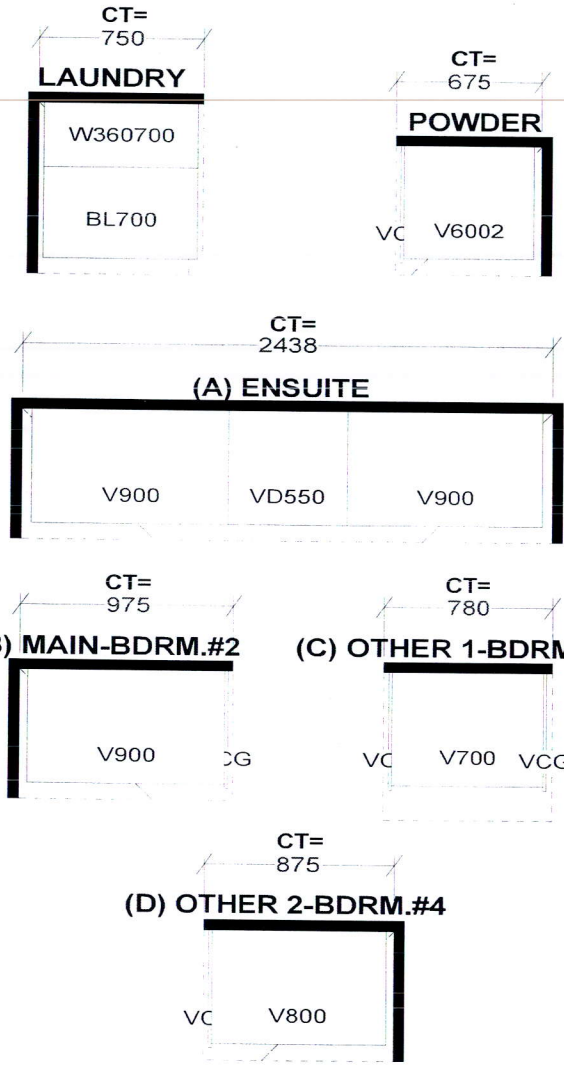 CT=
750
LAUNDRY
W360700
BL700
CT=
675
POWDER
VC V6002
CT=
2438
(A) ENSUITE
V900 VD550 V900
CT=
975
) MAIN-BDRM.#2
V900 CG
CT=
780
(C) OTHER 1-BDRM
VC V700 VCG
CT=
875
(D) OTHER 2-BDRM.#4
VC V800